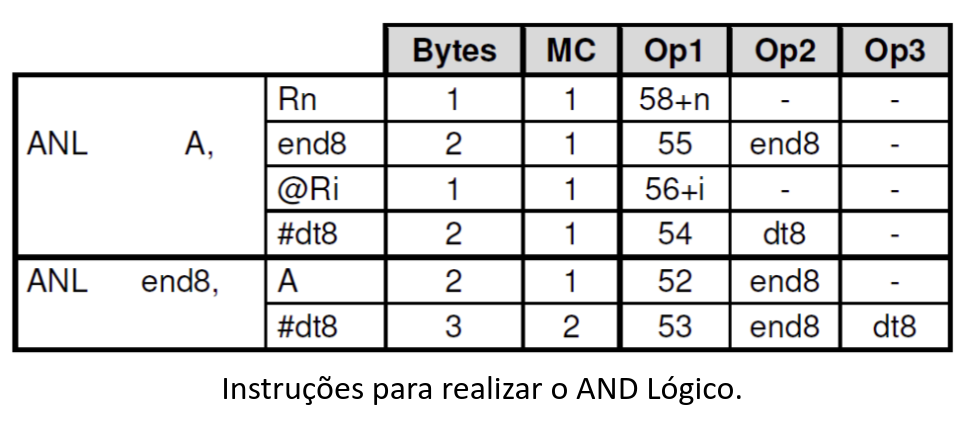 Bytes MC Op1 Op2 Op3
Rn 1 1 58+n - -
ANL A, end8 2 1 55 end8 -
@Ri 1 1 56+i - -
#dt8 2 1 54 dt8 -
ANL end8, A 2 1 52 end8 -
#dt8 3 2 53 end8 dt8
Instruções para realizar o AND Lógico.